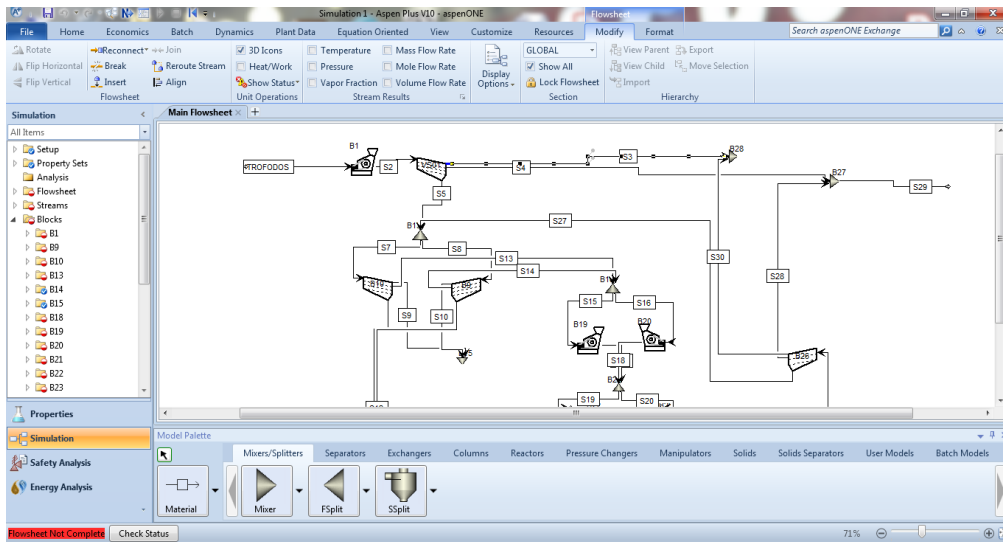 Simulation 1 - Aspen Plus V10 - aspenONE
Flowsheet
File Home Economics Batch Dynamics Plant Data Equation Oriented View Customize Resources Modify Format
Search aspenONE Exchange
Rotate Reconnect Join 3D Icons Temperature Mass Flow Rate GLOBAL View Parent Export
Flip Horizontal Break Reroute Stream Heat/Work Pressure Mole Flow Rate Display Options Show All View Child Move Selection
Flip Vertical Insert Align Show Status Vapor Fraction Volume Flow Rate Lock Flowsheet Import
Flowsheet Unit Operations Stream Results Section Hierarchy
Simulation
Main Flowsheet
All Items
Setup
Property Sets
Analysis
Flowsheet
Streams
Blocks
B1
B9
B10
B13
B14
B15
B18
B19
B20
B21
B22
B23
B1
TROFODOS
S2
S4
S3
B28
B27
S29
S5
S27
S7
S8
S13
S14
S30
S28
B10
B9
S9
S10
S15
S16
B19
B20
S18
B26
S19
S20
Properties
Simulation
Safety Analysis
Energy Analysis
Model Palette
Mixers/Splitters Separators Exchangers Columns Reactors Pressure Changers Manipulators Solids Solids Separators User Models Batch Models
Material Mixer FSplit SSplit
Flowsheet Not Complete Check Status
71%